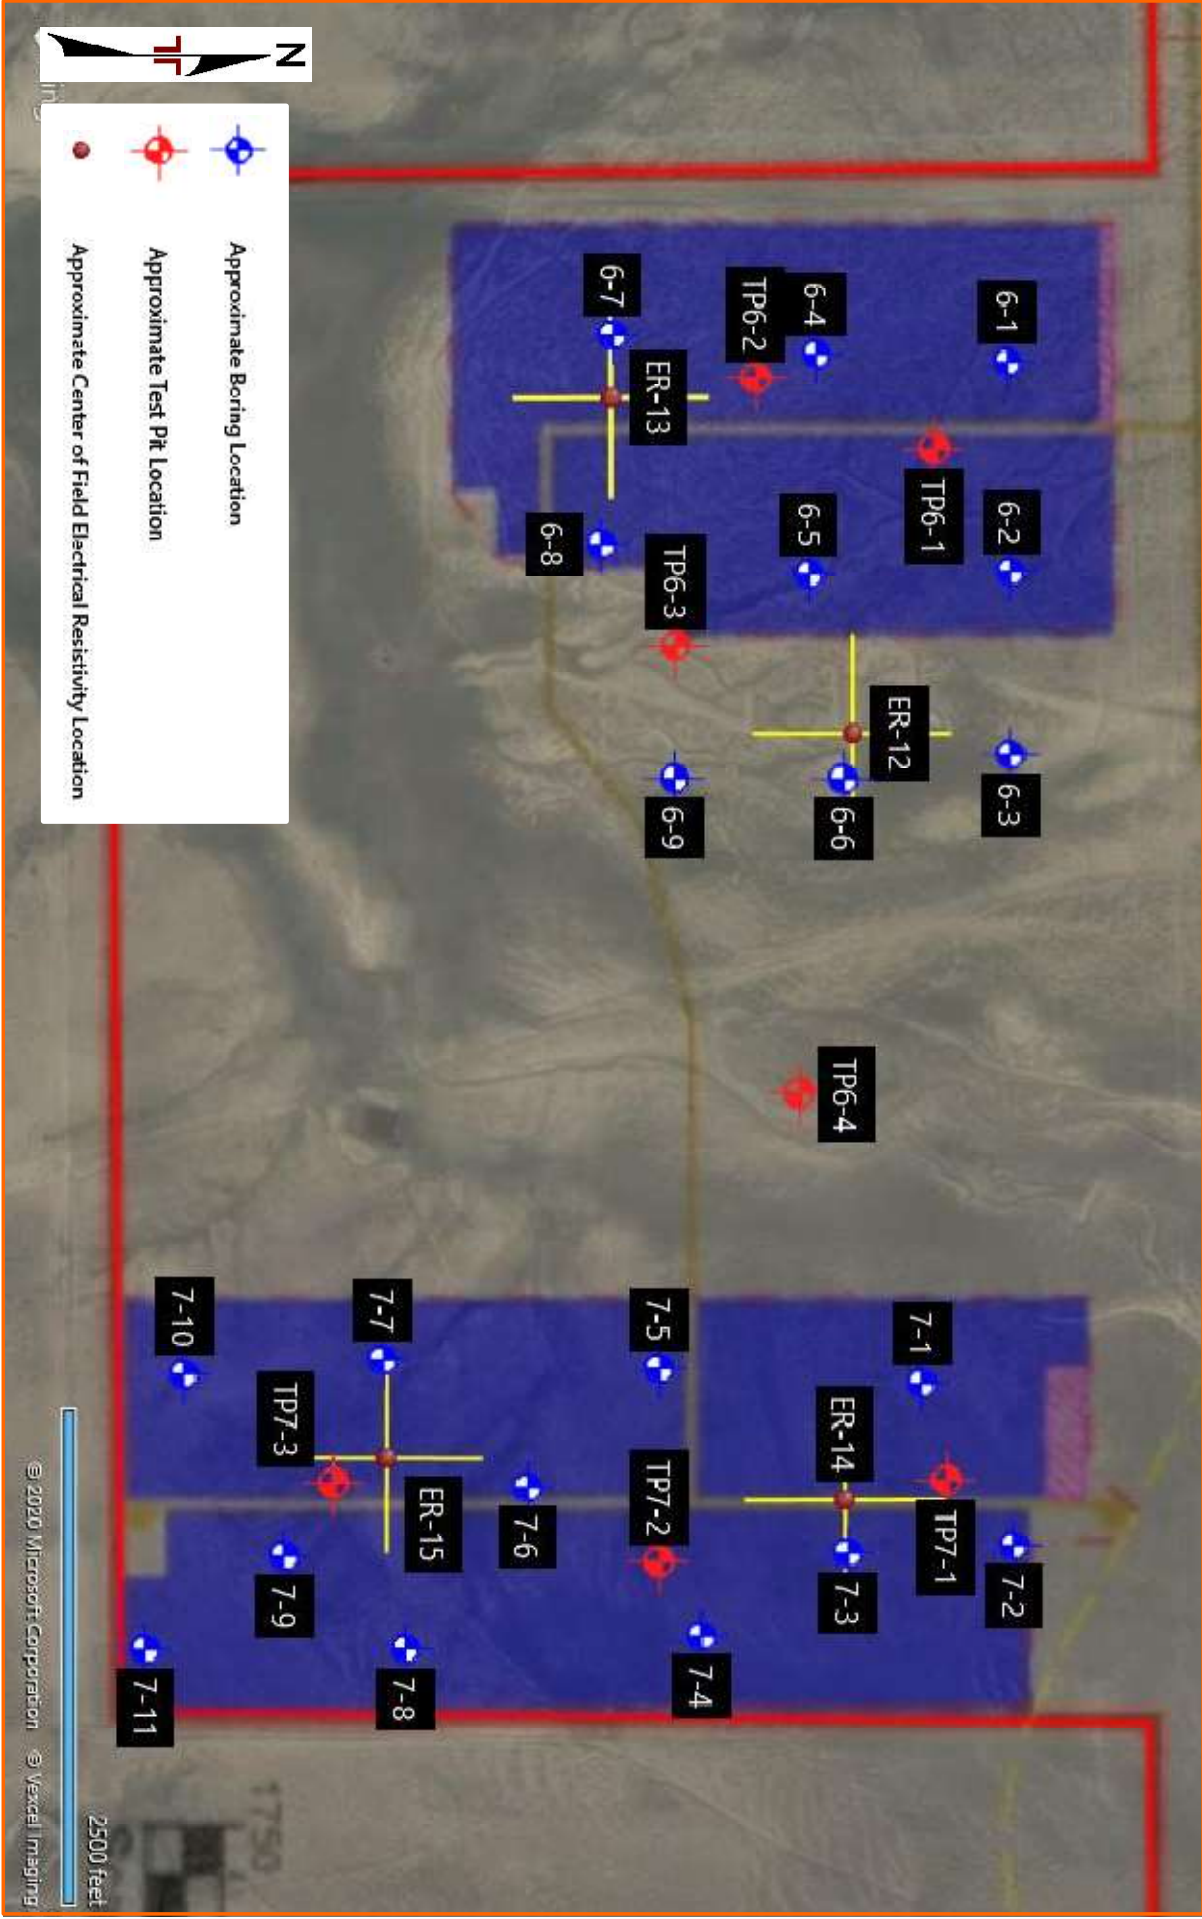 N
Approximate Boring Location
Approximate Test Pit Location
Approximate Center of Field Electrical Resistivity Location
6-1
6-2
6-3
TP6-1
ER-12
6-4
6-5
6-6
TP6-2
TP6-3
6-9
ER-13
6-7
6-8
TP6-4
7-2
TP7-1
7-1
ER-14
7-3
7-4
7-5
TP7-2
7-6
ER-15
7-7
7-8
TP7-3
7-9
7-10
7-11
1750
2500 feet
© 2020 Microsoft Corporation © Vexcel Imaging